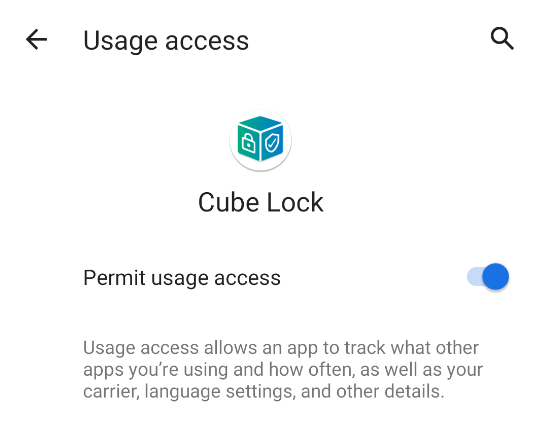 Usage access
Cube Lock
Permit usage access
Usage access allows an app to track what other
apps you’re using and how often, as well as your
carrier, language settings, and other details.